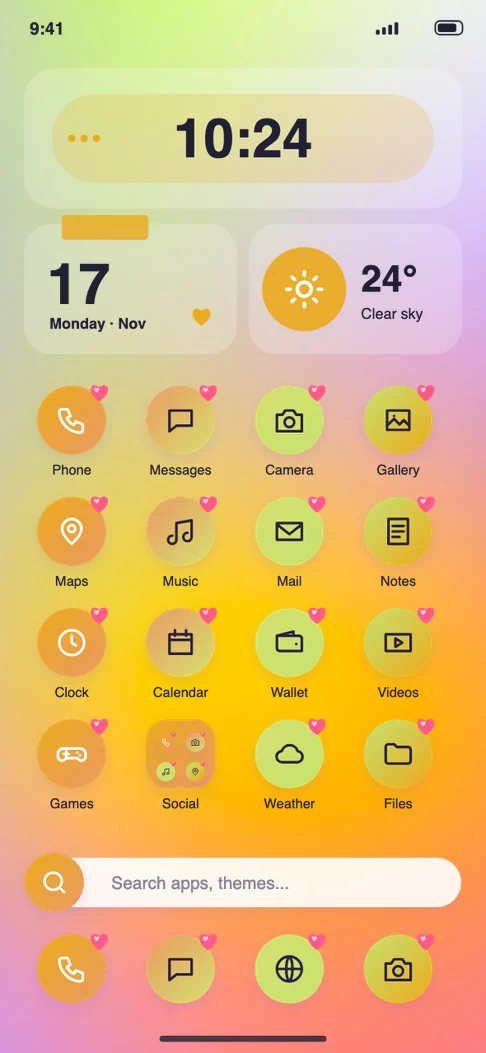 9:41
10:24
17
Monday · Nov
24°
Clear sky
Phone
Messages
Camera
Gallery
Maps
Music
Mail
Notes
Clock
Calendar
Wallet
Videos
Games
Social
Weather
Files
Search apps, themes...